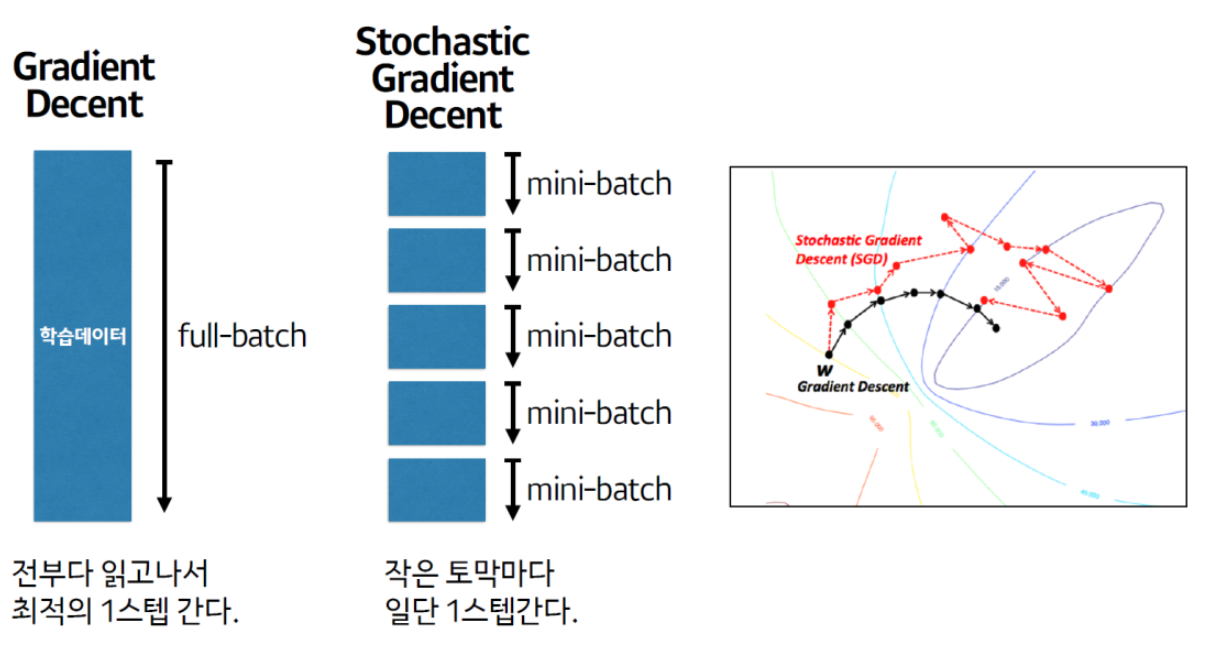 Gradient
Decent
학습데이터
full-batch
전부다 읽고나서
최적의 1스텝 간다.
Stochastic
Gradient
Decent
mini-batch
mini-batch
mini-batch
mini-batch
mini-batch
작은 토막마다
일단 1스텝간다.
Stochastic Gradient
Descent (SGD)
W
Gradient Descent